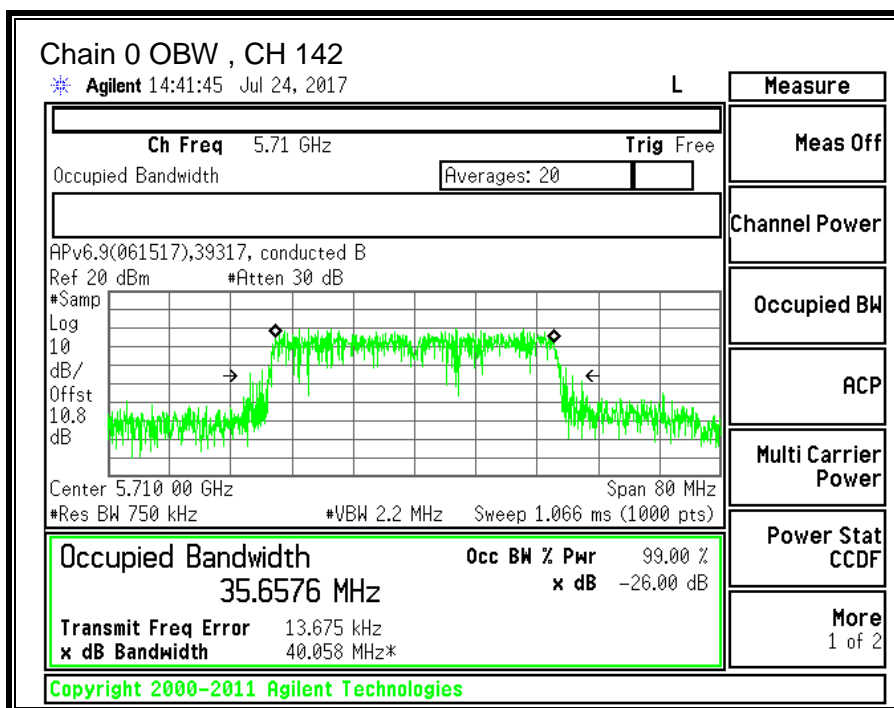 Chain 0 OBW , CH 142
Agilent 14:41:45 Jul 24, 2017 L
Ch Freq 5.71 GHz Trig Free
Occupied Bandwidth Averages: 20
APv6.9(061517),39317, conducted B
Ref 20 dBm #Atten 30 dB
#Samp
Log
10
dB/
Offst
10.8
dB
Center 5.710 00 GHz Span 80 MHz
#Res BW 750 kHz #VBW 2.2 MHz Sweep 1.066 ms (1000 pts)
Occupied Bandwidth Occ BW % Pwr 99.00 %
35.6576 MHz x dB -26.00 dB
Transmit Freq Error 13.675 kHz
x dB Bandwidth 40.058 MHz*
Copyright 2000-2011 Agilent Technologies
Measure
Meas Off
Channel Power
Occupied BW
ACP
Multi Carrier
Power
Power Stat
CCDF
More
1 of 2